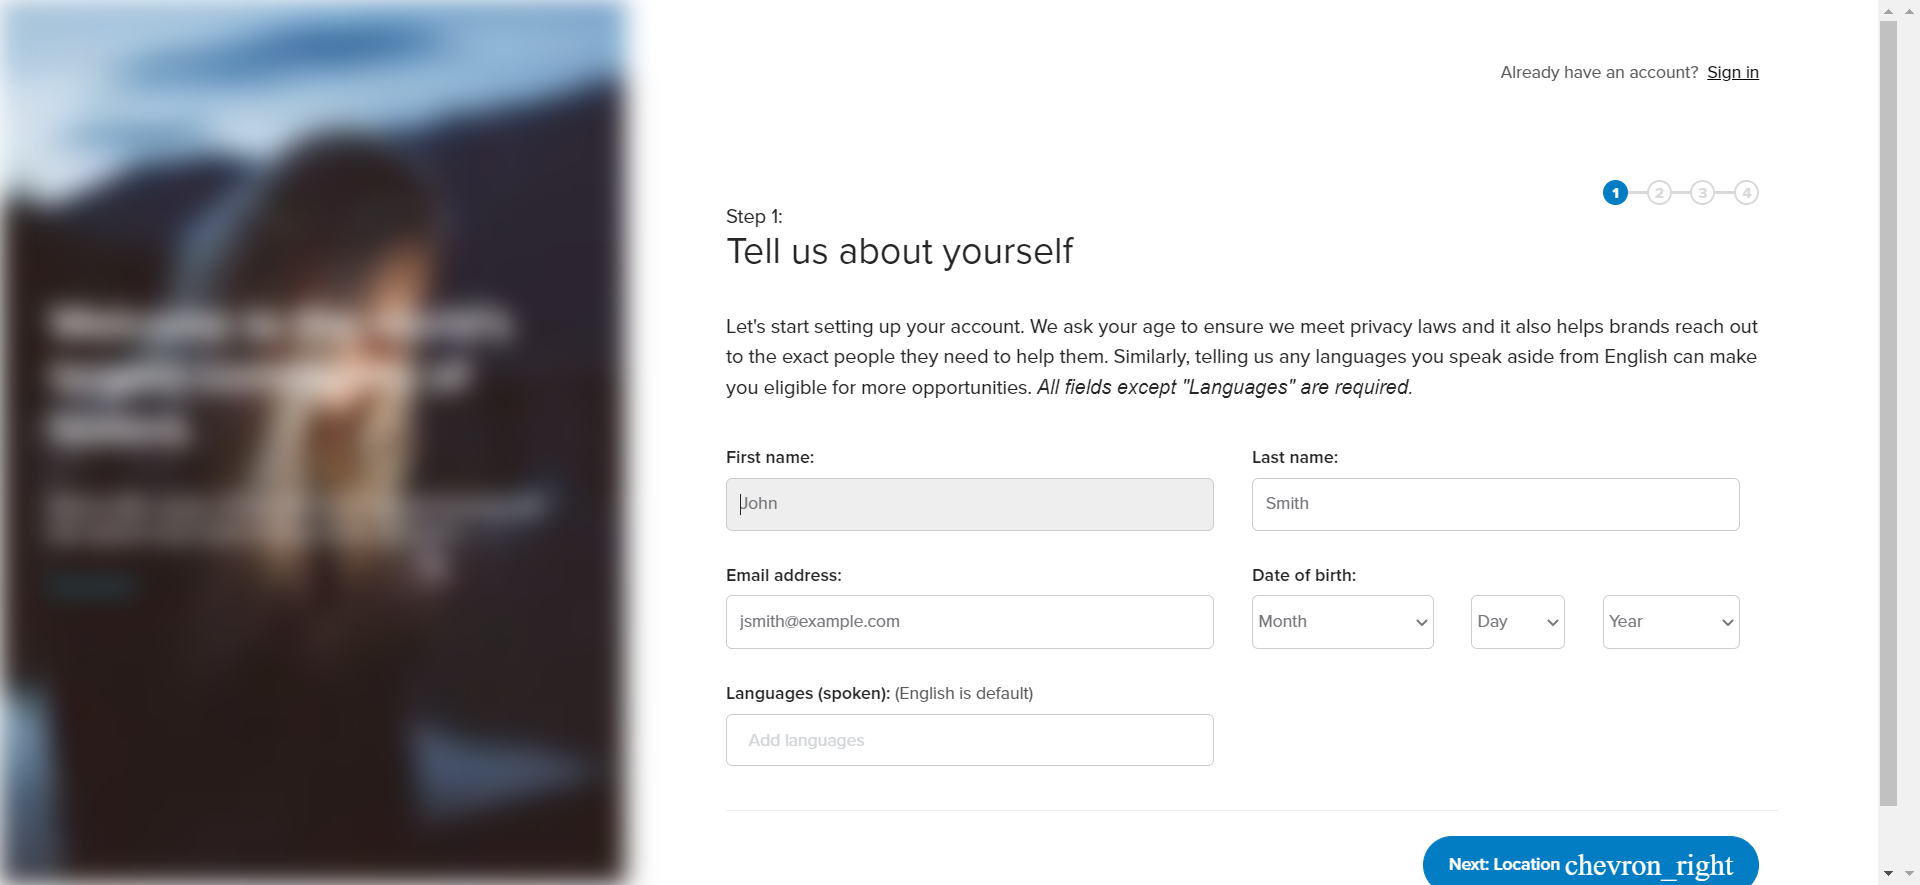 Already have an account? Sign in
1 2 3 4
Step 1:
Tell us about yourself
Let's start setting up your account. We ask your age to ensure we meet privacy laws and it also helps brands reach out
to the exact people they need to help them. Similarly, telling us any languages you speak aside from English can make
you eligible for more opportunities. All fields except "Languages" are required.
First name:
Last name:
John
Smith
Email address:
Date of birth:
jsmith@example.com
Month
Day
Year
Languages (spoken): (English is default)
Add languages
Next: Location chevron_right